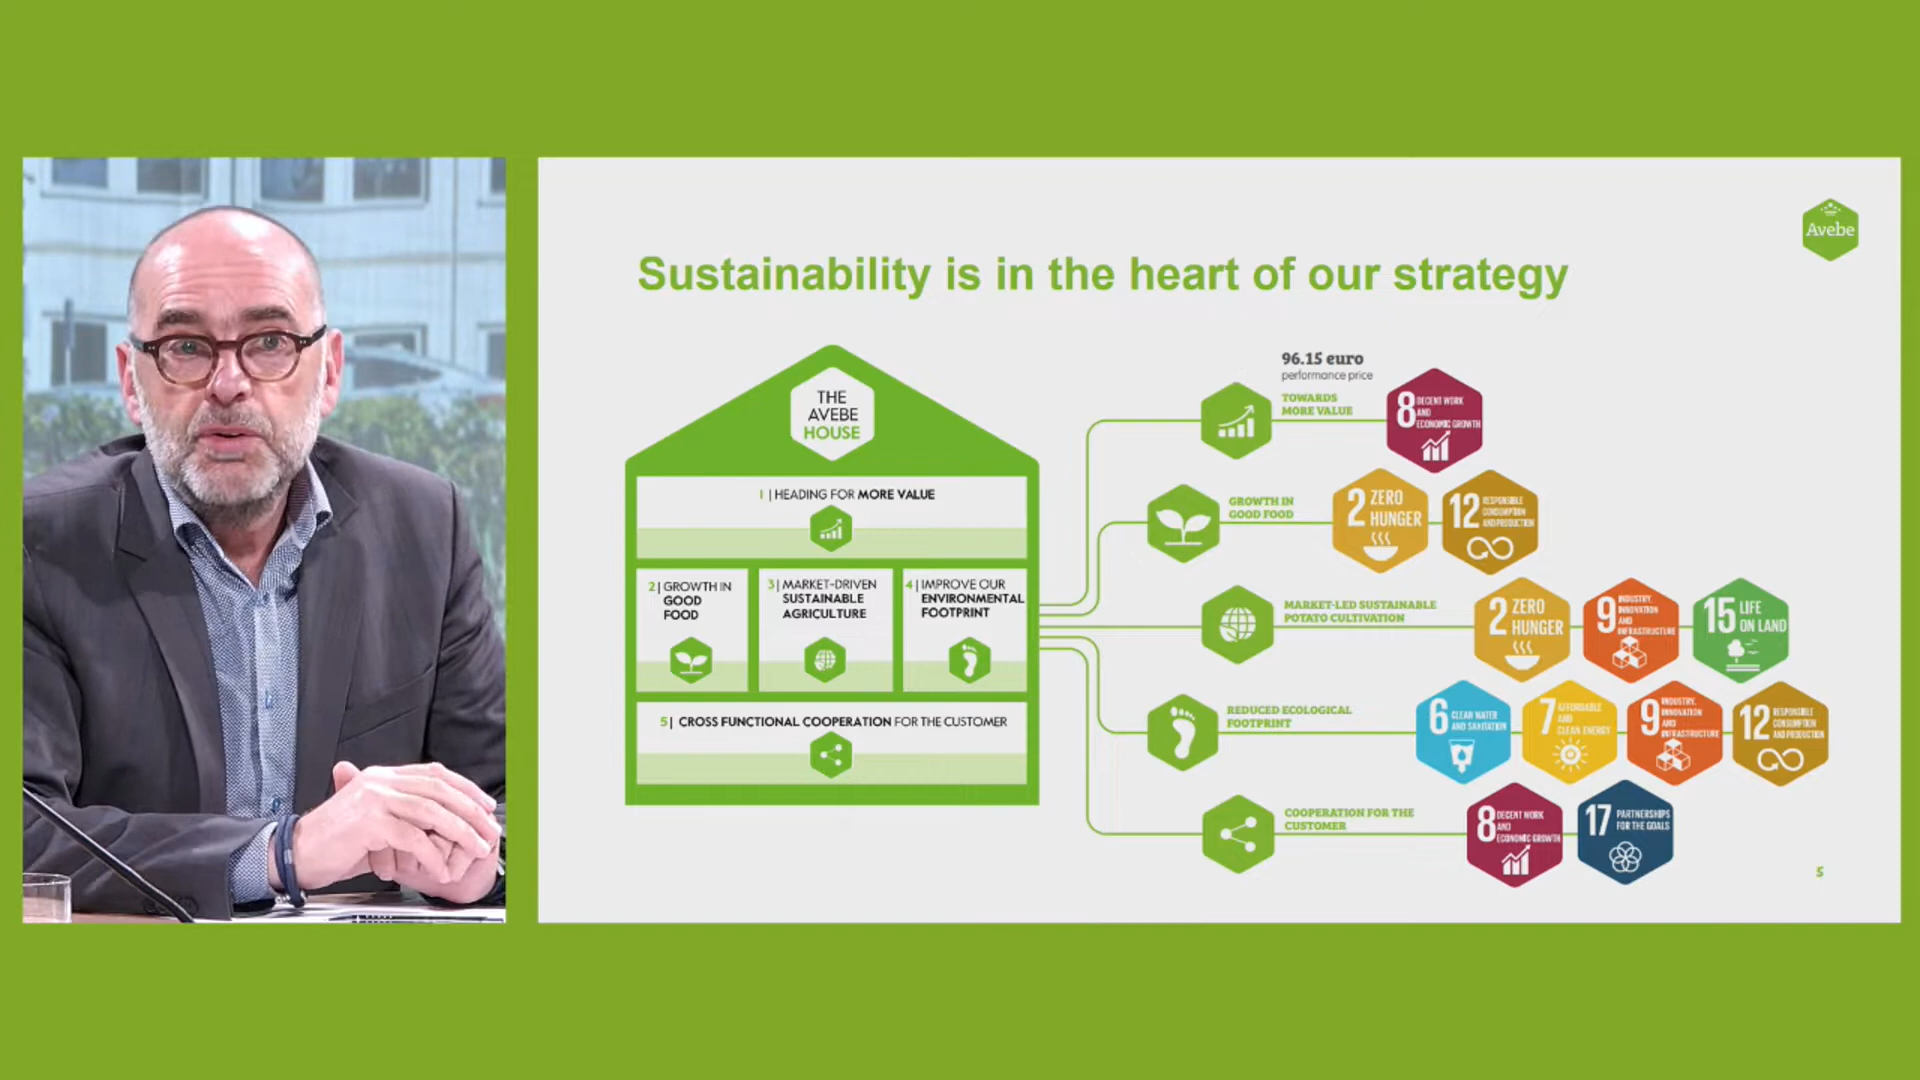 Avebe
Sustainability is in the heart of our strategy
THE
AVEBE
HOUSE
1 | HEADING FOR MORE VALUE
2 | GROWTH IN
GOOD
FOOD
3 | MARKET-DRIVEN
SUSTAINABLE
AGRICULTURE
4 | IMPROVE OUR
ENVIRONMENTAL
FOOTPRINT
5 | CROSS FUNCTIONAL COOPERATION FOR THE CUSTOMER
96.15 euro
performance price
TOWARDS
MORE VALUE
8 DECENT WORK
AND
ECONOMIC GROWTH
GROWTH IN
GOOD FOOD
2 ZERO
HUNGER
12 RESPONSIBLE
CONSUMPTION
AND PRODUCTION
MARKET-LED SUSTAINABLE
POTATO CULTIVATION
2 ZERO
HUNGER
9 INDUSTRY,
INNOVATION
AND
INFRASTRUCTURE
15 LIFE
ON LAND
REDUCED ECOLOGICAL
FOOTPRINT
6 CLEAN WATER
AND SANITATION
7 AFFORDABLE
AND
CLEAN ENERGY
9 INDUSTRY,
INNOVATION
AND
INFRASTRUCTURE
12 RESPONSIBLE
CONSUMPTION
AND PRODUCTION
COOPERATION FOR THE
CUSTOMER
8 DECENT WORK
AND
ECONOMIC GROWTH
17 PARTNERSHIPS
FOR THE GOALS
5